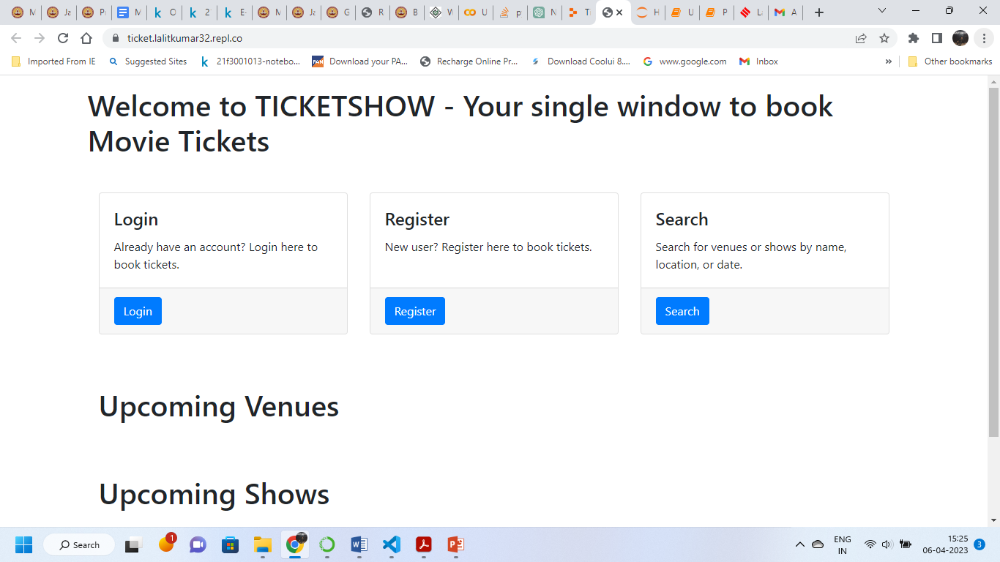 M Ja Pr M O 2 E- M Ja G R B W U p N Ti H U P La A
ticket.lalitkumar32.repl.co
Imported From IE Suggested Sites 21f3001013-notebo... Download your PA... Recharge Online Pr... Download Coolui 8.... www.google.com Inbox » Other bookmarks
Welcome to TICKETSHOW - Your single window to book
Movie Tickets
Login
Already have an account? Login here to
book tickets.
Login
Register
New user? Register here to book tickets.
Register
Search
Search for venues or shows by name,
location, or date.
Search
Upcoming Venues
Upcoming Shows
Search
1
ENG
IN
15:25
06-04-2023
3